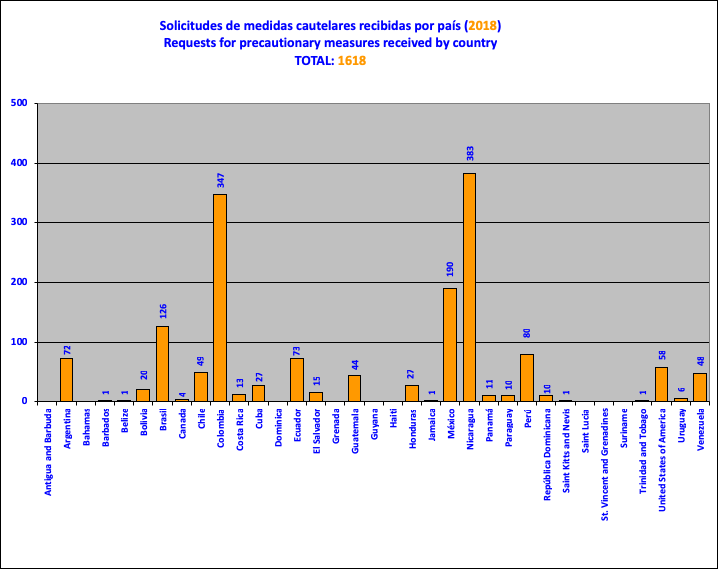 Solicitudes de medidas cautelares recibidas por país (2018)
Requests for precautionary measures received by country
TOTAL: 1618
500
400
300
200
100
0
72
1
1
20
126
4
49
347
13
27
73
15
44
27
1
190
383
11
10
80
10
1
1
58
6
48
Antigua and Barbuda
Argentina
Bahamas
Barbados
Belize
Bolivia
Brasil
Canada
Chile
Colombia
Costa Rica
Cuba
Dominica
Ecuador
El Salvador
Grenada
Guatemala
Guyana
Haiti
Honduras
Jamaica
México
Nicaragua
Panamá
Paraguay
Perú
República Dominicana
Saint Kitts and Nevis
Saint Lucia
St. Vincent and Grenadines
Suriname
Trinidad and Tobago
United States of America
Uruguay
Venezuela